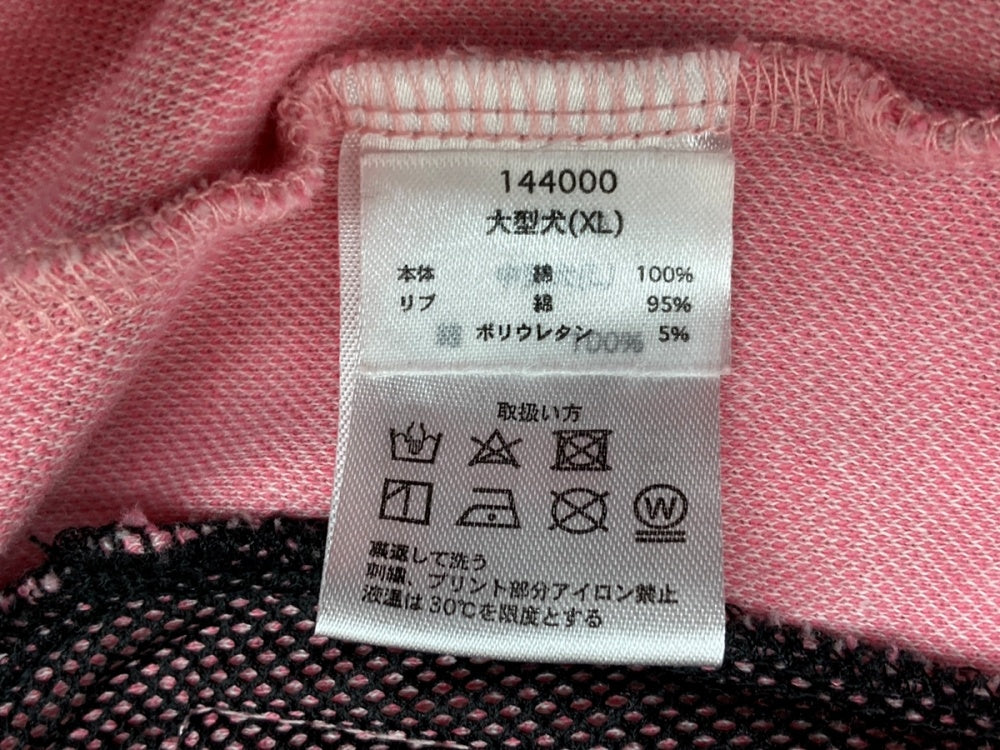 144000
大型犬(XL)
本体 綿 100%
リブ 綿 95%
ポリウレタン 5%
綿 100%
取扱い方
W
裏返して洗う
刺繍、プリント部分アイロン禁止
液温は30℃を限度とする